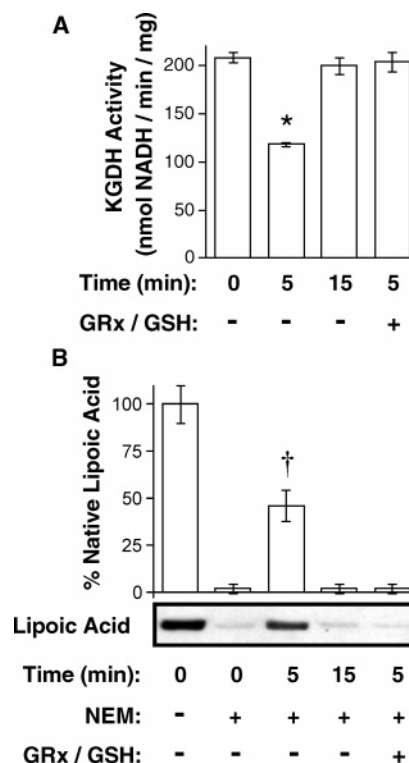 A
KGDH Activity
(nmol NADH / min / mg)
200
150
100
50
0
*
Time (min): 0 5 15 5
GRx / GSH: - - - +
B
% Native Lipoic Acid
100
75
50
25
0
†
Lipoic Acid
Time (min): 0 0 5 15 5
NEM: - + + + +
GRx / GSH: - - - - +